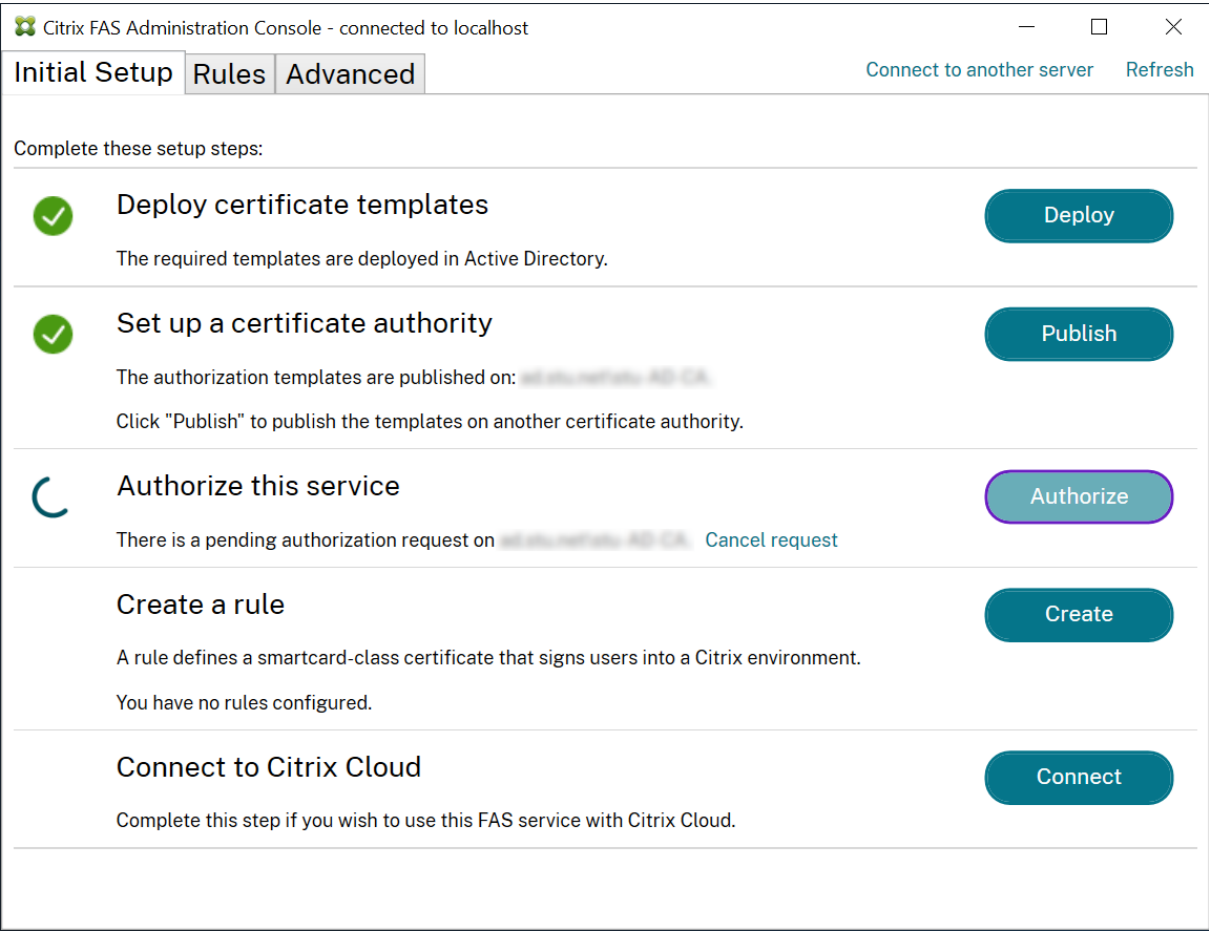 Citrix FAS Administration Console - connected to localhost
Initial Setup Rules Advanced Connect to another server Refresh
Complete these setup steps:
Deploy certificate templates
Deploy
The required templates are deployed in Active Directory.
Set up a certificate authority
Publish
The authorization templates are published on:
Click "Publish" to publish the templates on another certificate authority.
Authorize this service
Authorize
There is a pending authorization request on Cancel request
Create a rule
Create
A rule defines a smartcard-class certificate that signs users into a Citrix environment.
You have no rules configured.
Connect to Citrix Cloud
Connect
Complete this step if you wish to use this FAS service with Citrix Cloud.